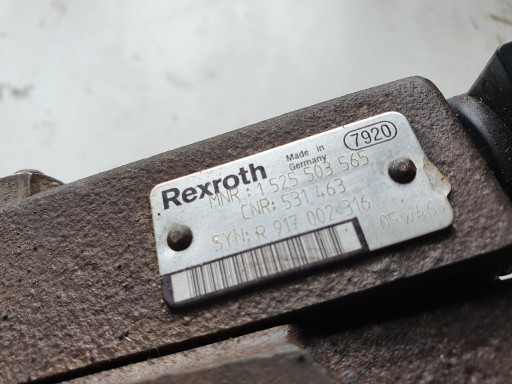 7920
Rexroth Made in Germany
MNR: 1 525 503 565
CNR: 531 463
SYN: R 917 002 316
05W46